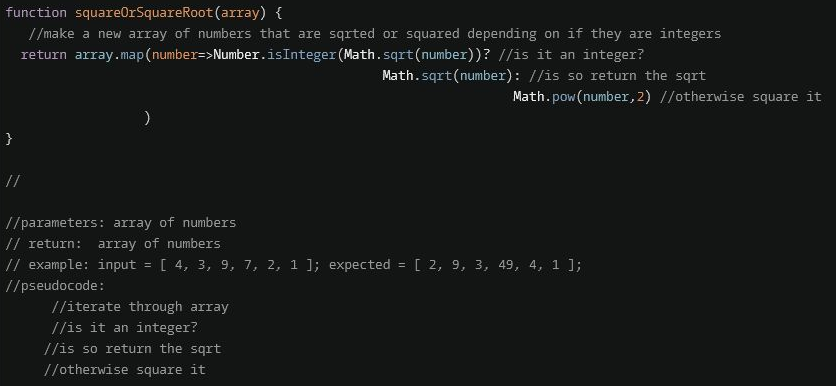 function squareOrSquareRoot(array) {
//make a new array of numbers that are sqrted or squared depending on if they are integers
return array.map(number=>Number.isInteger(Math.sqrt(number))? //is it an integer?
Math.sqrt(number): //is so return the sqrt
Math.pow(number,2) //otherwise square it
)
}
//
//parameters: array of numbers
// return:  array of numbers
// example: input = [ 4, 3, 9, 7, 2, 1 ]; expected = [ 2, 9, 3, 49, 4, 1 ];
//pseudocode:
//iterate through array
//is it an integer?
//is so return the sqrt
//otherwise square it